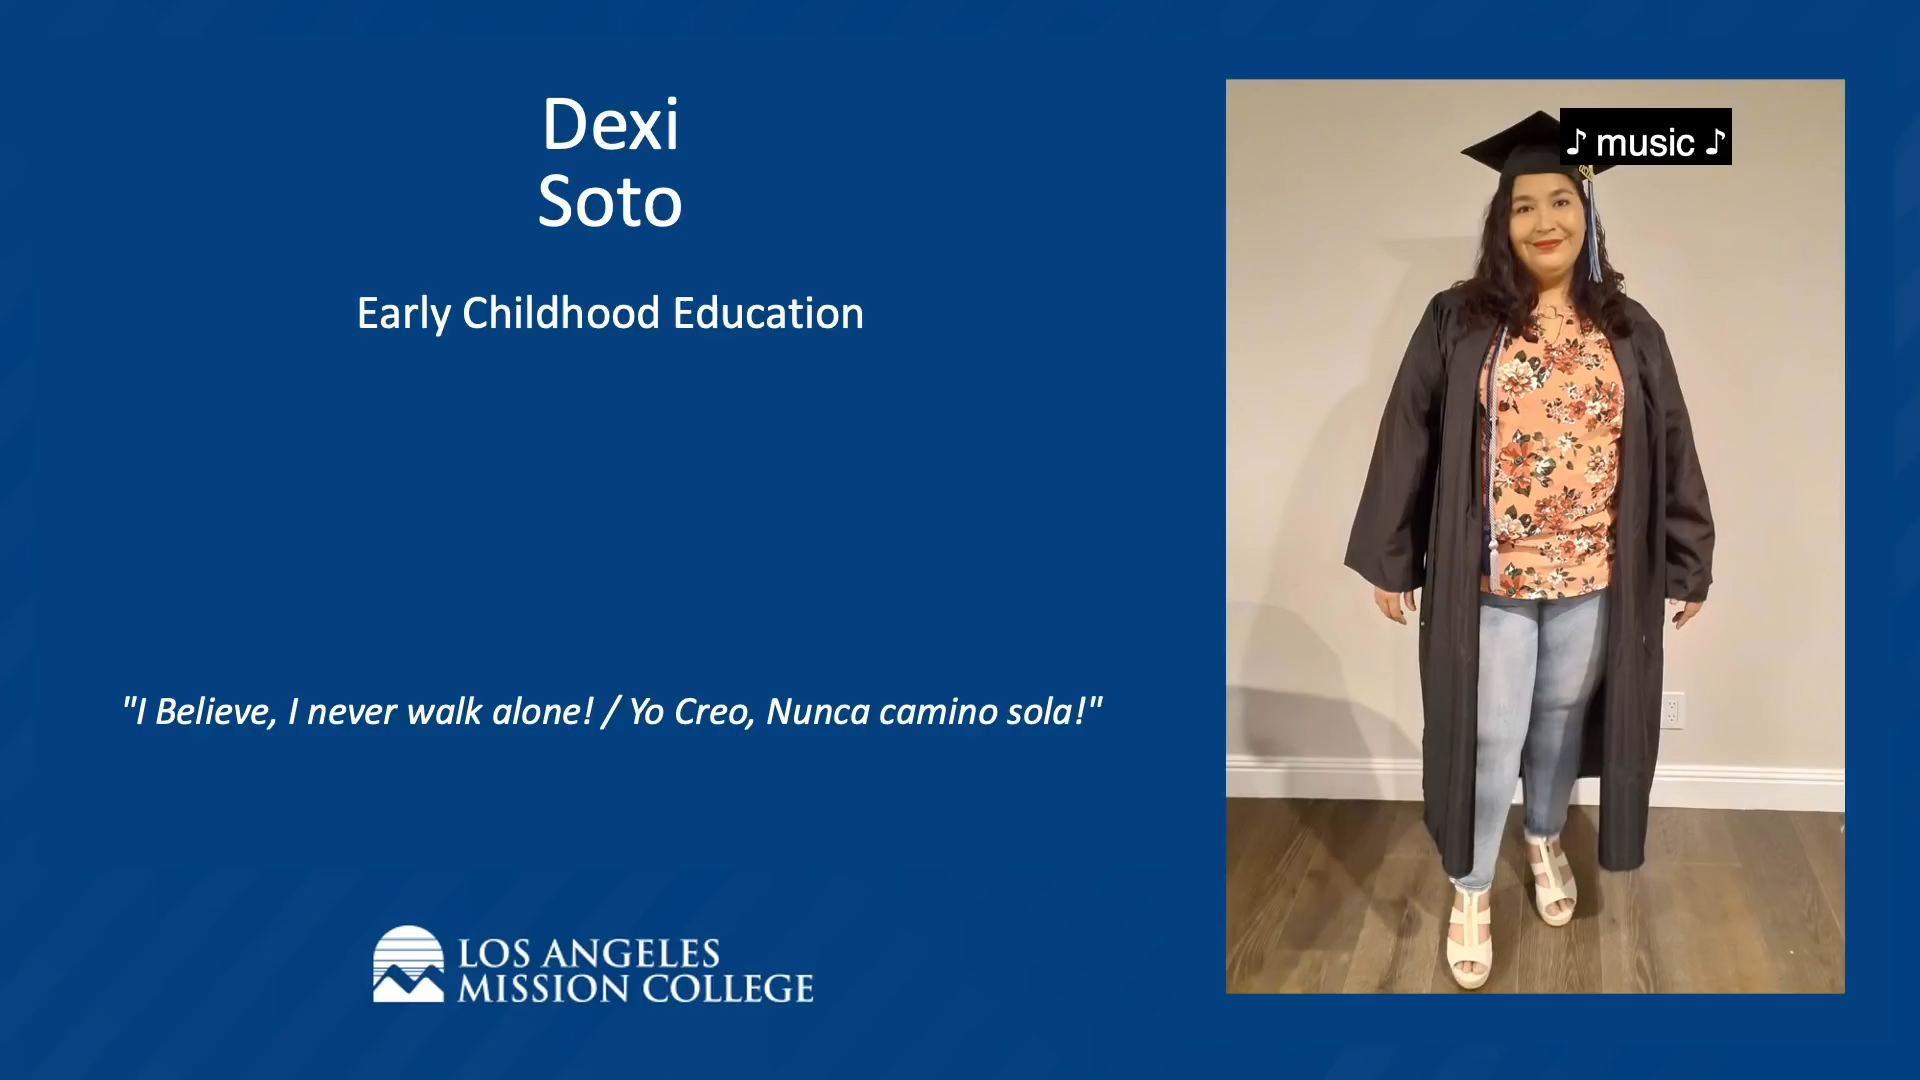 Dexi
Soto
Early Childhood Education
"I Believe, I never walk alone! / Yo Creo, Nunca camino sola!"
LOS ANGELES
MISSION COLLEGE
♪ music ♪